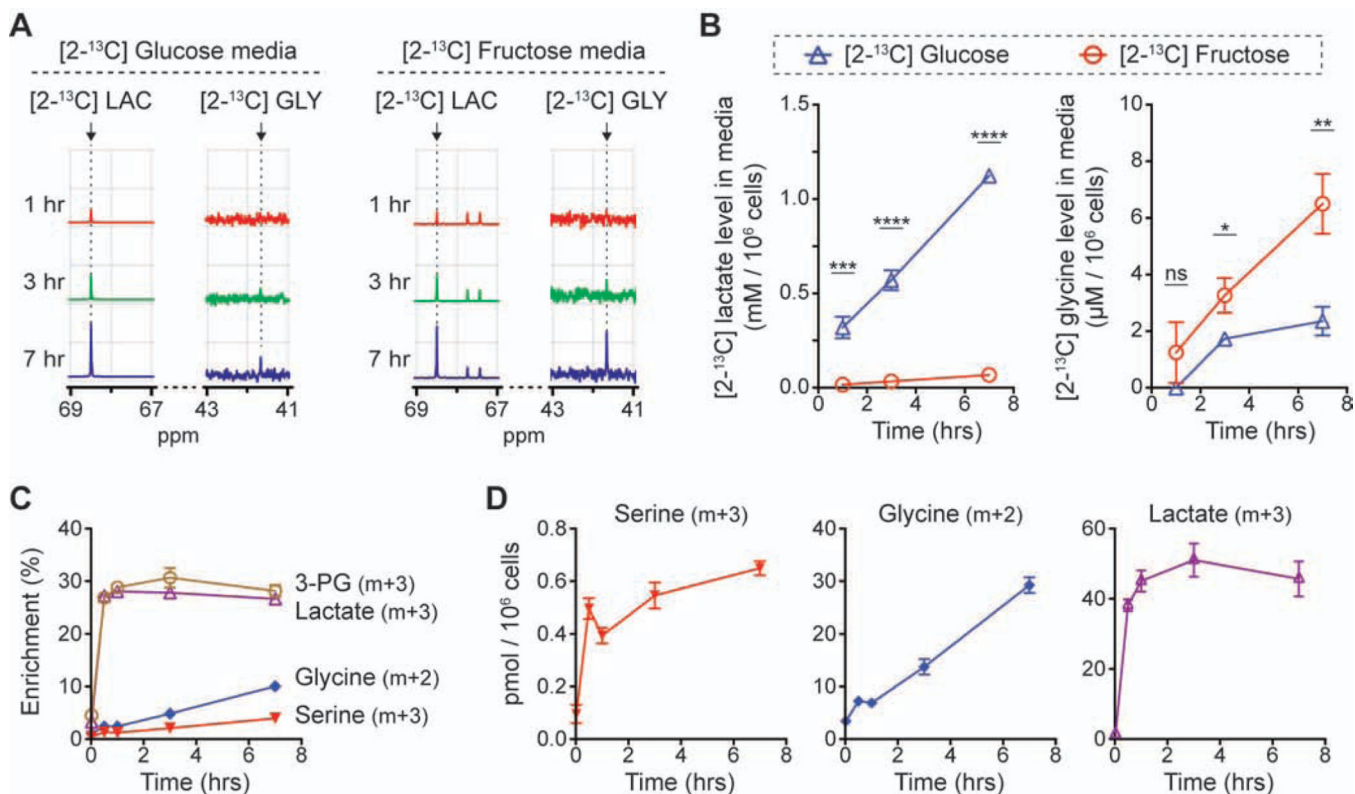 A
[2-¹³C] Glucose media
[2-¹³C] Fructose media
[2-¹³C] LAC
[2-¹³C] GLY
[2-¹³C] LAC
[2-¹³C] GLY
1 hr
3 hr
7 hr
1 hr
3 hr
7 hr
69
67
43
41
69
67
43
41
ppm
ppm
B
[2-¹³C] Glucose
[2-¹³C] Fructose
[2-¹³C] lactate level in media
(mM / 10⁶ cells)
1.5
1.0
0.5
0.0
***
****
****
0 2 4 6 8
Time (hrs)
[2-¹³C] glycine level in media
(µM / 10⁶ cells)
10
8
6
4
2
0
ns
*
**
0 2 4 6 8
Time (hrs)
C
Enrichment (%)
40
30
20
10
0
3-PG (m+3)
Lactate (m+3)
Glycine (m+2)
Serine (m+3)
0 2 4 6 8
Time (hrs)
D
Serine (m+3)
pmol / 10⁶ cells
0.8
0.6
0.4
0.2
0.0
0 2 4 6 8
Time (hrs)
Glycine (m+2)
40
30
20
10
0
0 2 4 6 8
Time (hrs)
Lactate (m+3)
60
40
20
0
0 2 4 6 8
Time (hrs)